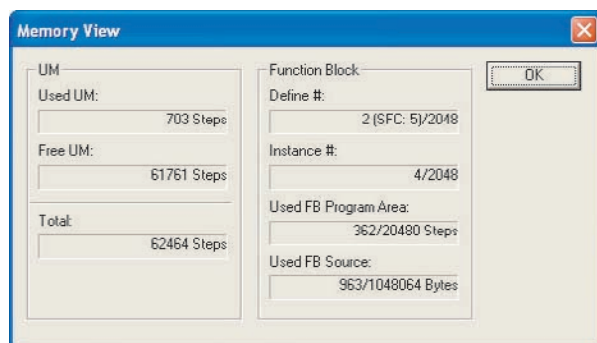 Memory View
UM
Used UM:
703 Steps
Free UM:
61761 Steps
Total:
62464 Steps
Function Block
Define #:
2 (SFC: 5)/2048
Instance #:
4/2048
Used FB Program Area:
362/20480 Steps
Used FB Source:
963/1048064 Bytes
OK